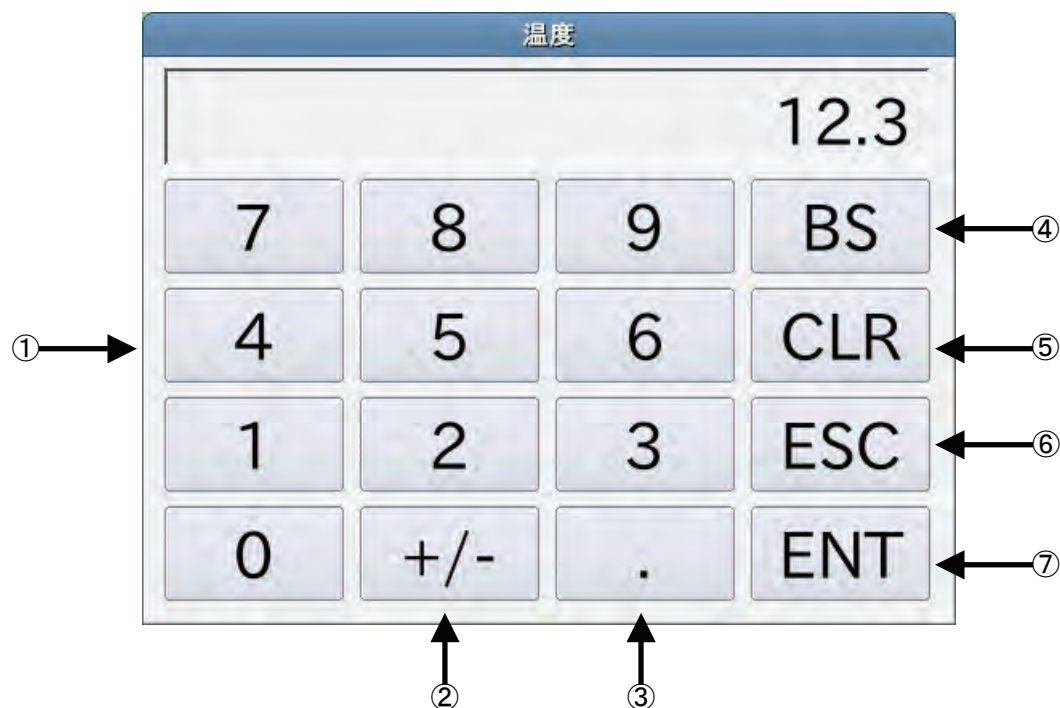 温度
12.3
7 8 9 BS ④
① 4 5 6 CLR ⑤
1 2 3 ESC ⑥
0 +/- . ENT ⑦
② ③